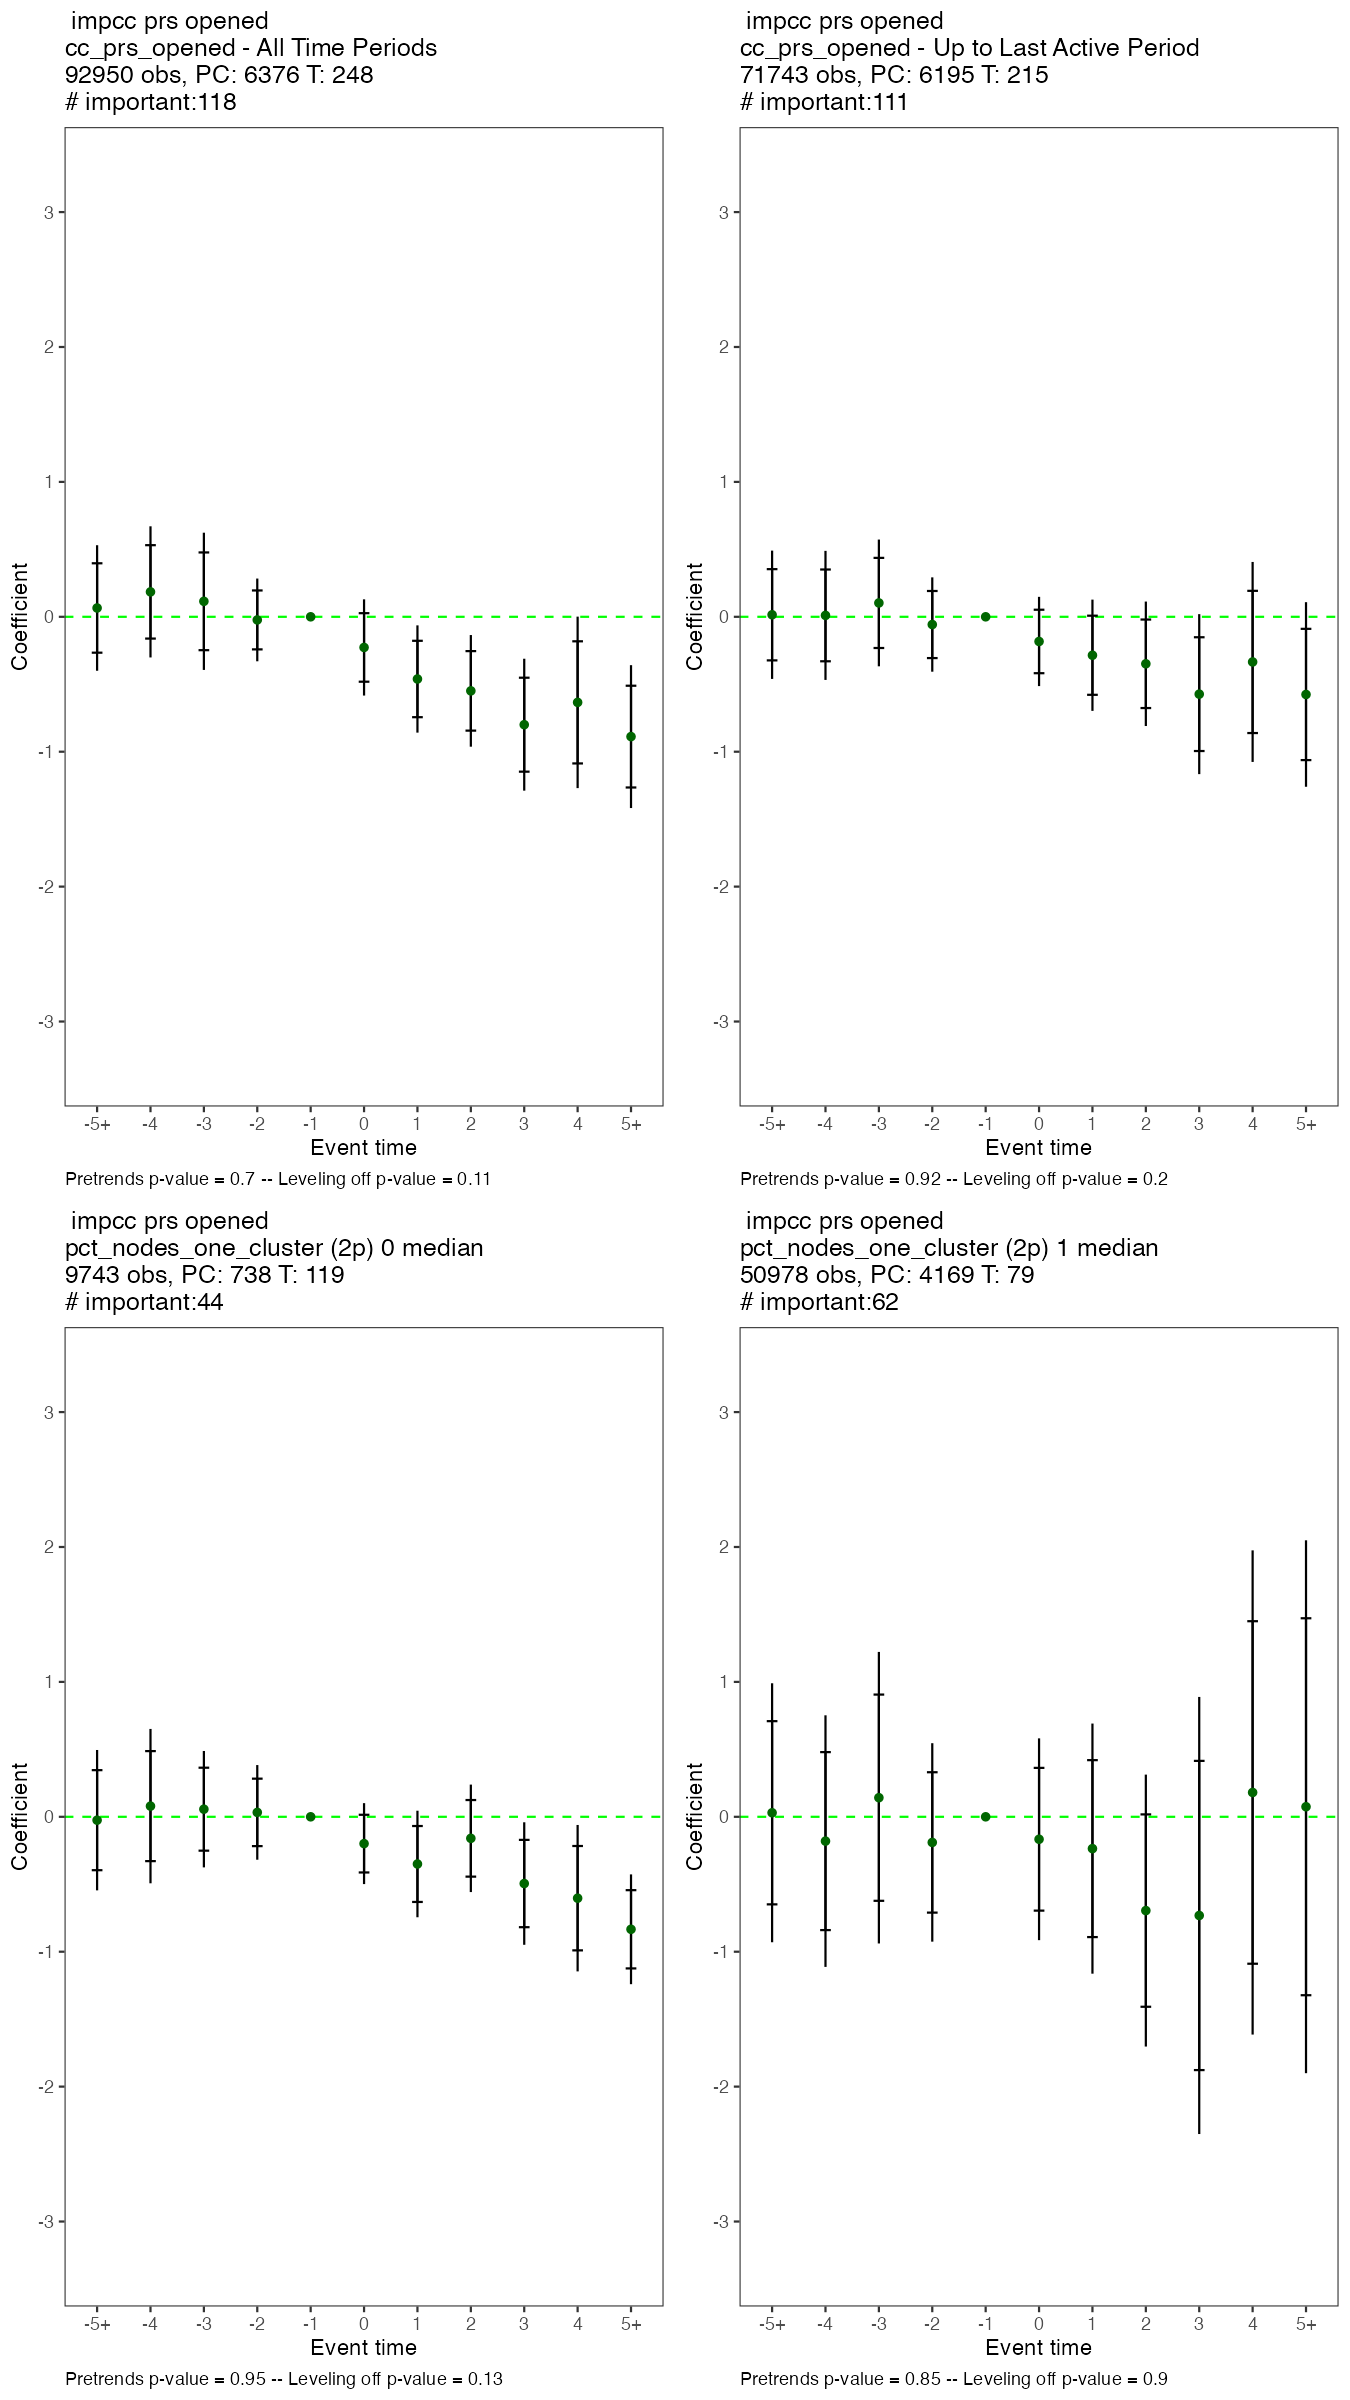 impcc prs opened
cc_prs_opened - All Time Periods
92950 obs, PC: 6376 T: 248
# important:118
3
2
1
0
-1
-2
-3
Coefficient
-5+ -4 -3 -2 -1 0 1 2 3 4 5+
Event time
Pretrends p-value = 0.7 -- Leveling off p-value = 0.11
impcc prs opened
cc_prs_opened - Up to Last Active Period
71743 obs, PC: 6195 T: 215
# important:111
3
2
1
0
-1
-2
-3
Coefficient
-5+ -4 -3 -2 -1 0 1 2 3 4 5+
Event time
Pretrends p-value = 0.92 -- Leveling off p-value = 0.2
impcc prs opened
pct_nodes_one_cluster (2p) 0 median
9743 obs, PC: 738 T: 119
# important:44
3
2
1
0
-1
-2
-3
Coefficient
-5+ -4 -3 -2 -1 0 1 2 3 4 5+
Event time
Pretrends p-value = 0.95 -- Leveling off p-value = 0.13
impcc prs opened
pct_nodes_one_cluster (2p) 1 median
50978 obs, PC: 4169 T: 79
# important:62
3
2
1
0
-1
-2
-3
Coefficient
-5+ -4 -3 -2 -1 0 1 2 3 4 5+
Event time
Pretrends p-value = 0.85 -- Leveling off p-value = 0.9